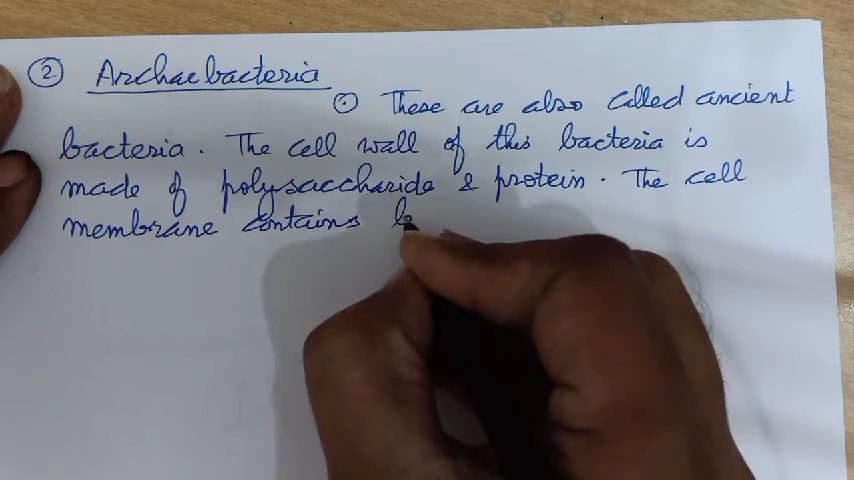 ② Archaebacteria
⊙ These are also called ancient
bacteria. The cell wall of this bacteria is
made of polysaccharide & protein. The cell
membrane contains